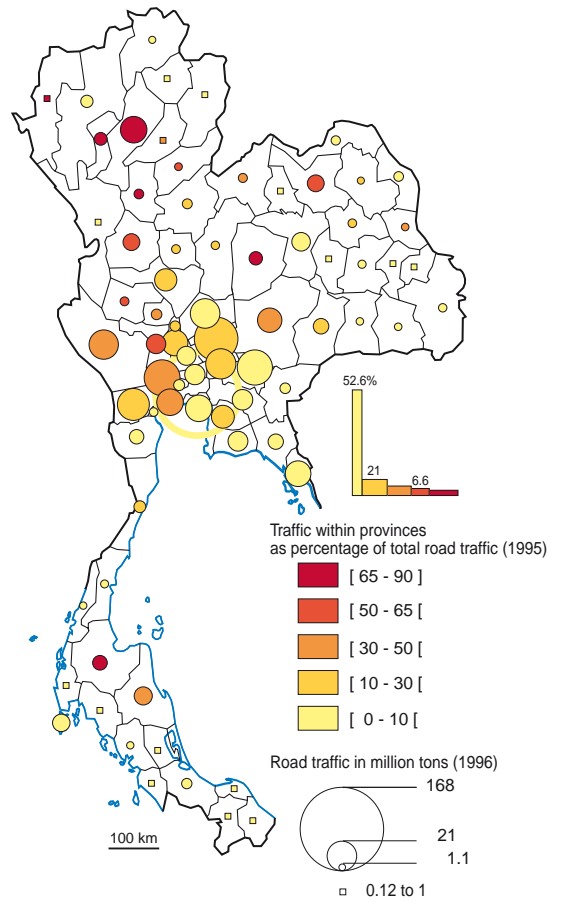 52.6%
21
6.6
Traffic within provinces
as percentage of total road traffic (1995)
[ 65 - 90 ]
[ 50 - 65 [
[ 30 - 50 [
[ 10 - 30 [
[ 0 - 10 [
Road traffic in million tons (1996)
168
21
1.1
0.12 to 1
100 km